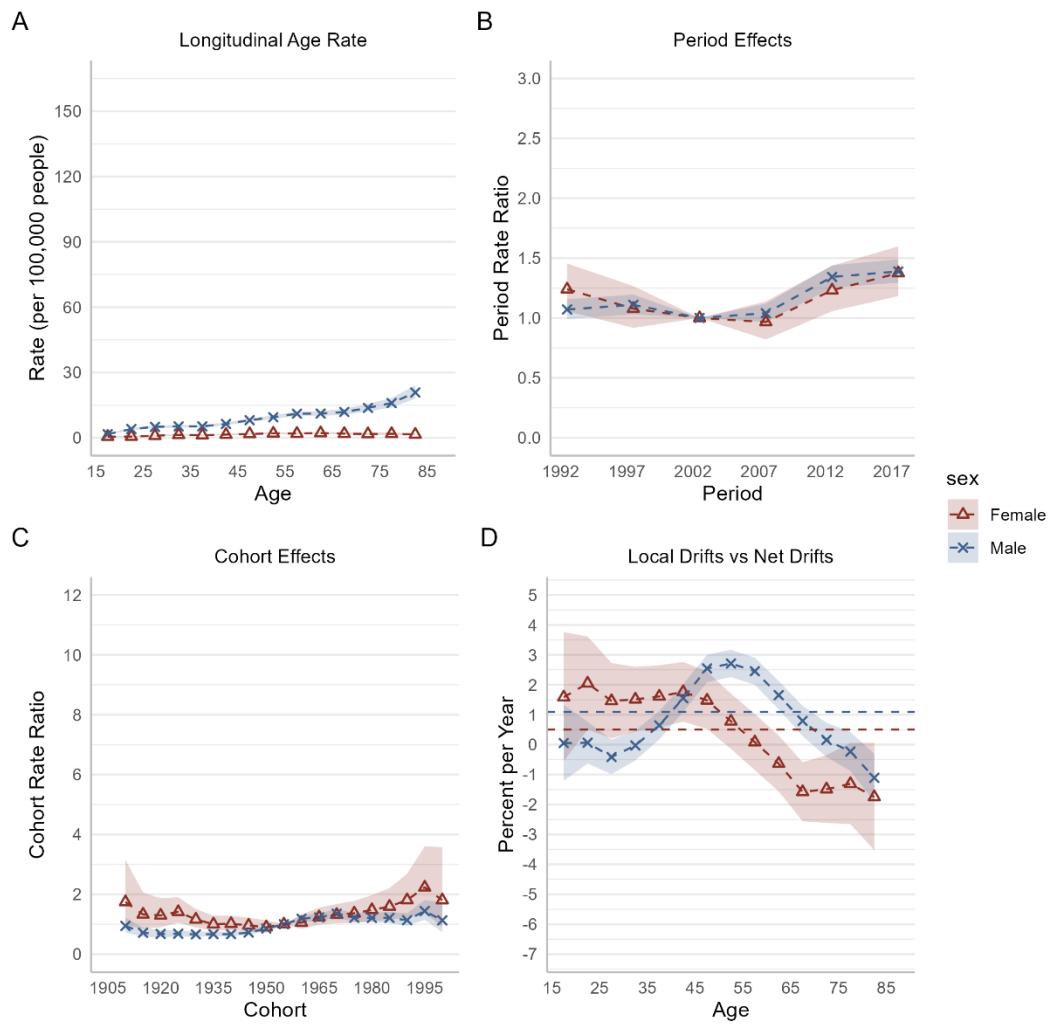 A
Longitudinal Age Rate
Rate (per 100,000 people)
150
120
90
60
30
0
15 25 35 45 55 65 75 85
Age
B
Period Effects
Period Rate Ratio
3.0
2.5
2.0
1.5
1.0
0.5
0.0
1992 1997 2002 2007 2012 2017
Period
sex
Female
Male
C
Cohort Effects
Cohort Rate Ratio
12
10
8
6
4
2
0
1905 1920 1935 1950 1965 1980 1995
Cohort
D
Local Drifts vs Net Drifts
Percent per Year
5
4
3
2
1
0
-1
-2
-3
-4
-5
-6
-7
15 25 35 45 55 65 75 85
Age